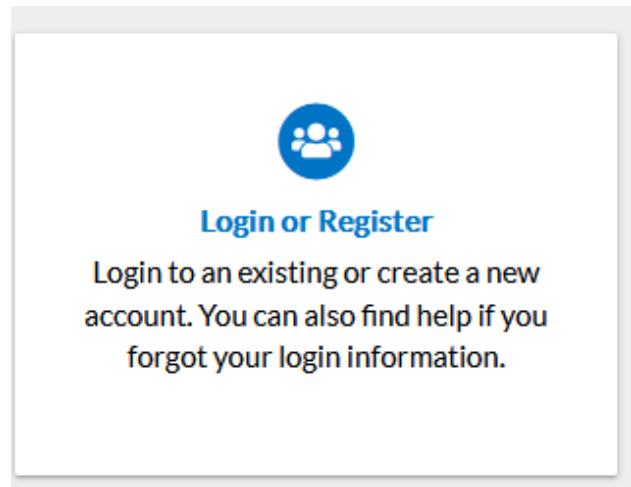 Login or Register
Login to an existing or create a new
account. You can also find help if you
forgot your login information.